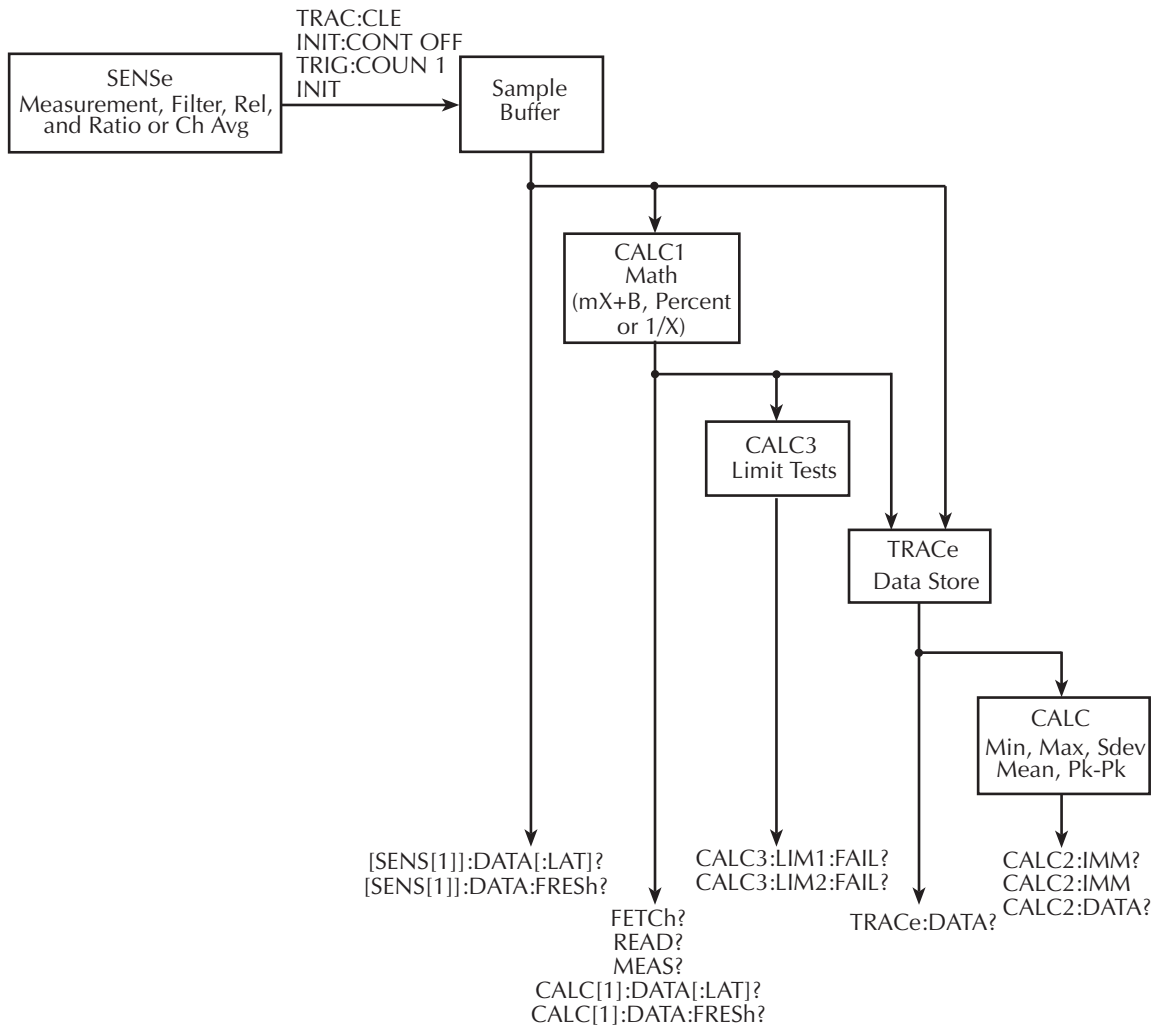 TRAC:CLE
INIT:CONT OFF
TRIG:COUN 1
INIT
SENSe
Measurement, Filter, Rel,
and Ratio or Ch Avg
Sample
Buffer
CALC1
Math
(mX+B, Percent
or 1/X)
CALC3
Limit Tests
TRACe
Data Store
CALC
Min, Max, Sdev
Mean, Pk-Pk
[SENS[1]]:DATA[:LAT]?
[SENS[1]]:DATA:FRESh?
FETCh?
READ?
MEAS?
CALC[1]:DATA[:LAT]?
CALC[1]:DATA:FRESh?
CALC3:LIM1:FAIL?
CALC3:LIM2:FAIL?
TRACe:DATA?
CALC2:IMM?
CALC2:IMM
CALC2:DATA?